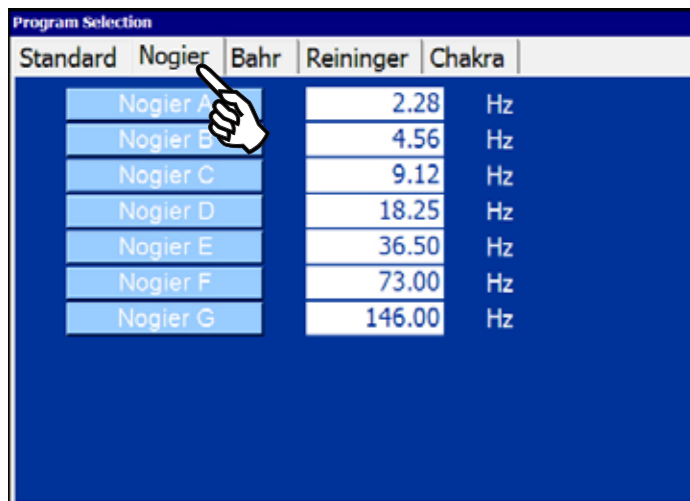 Program Selection
Standard Nogier Bahr Reininger Chakra
Nogier A 2.28 Hz
Nogier B 4.56 Hz
Nogier C 9.12 Hz
Nogier D 18.25 Hz
Nogier E 36.50 Hz
Nogier F 73.00 Hz
Nogier G 146.00 Hz